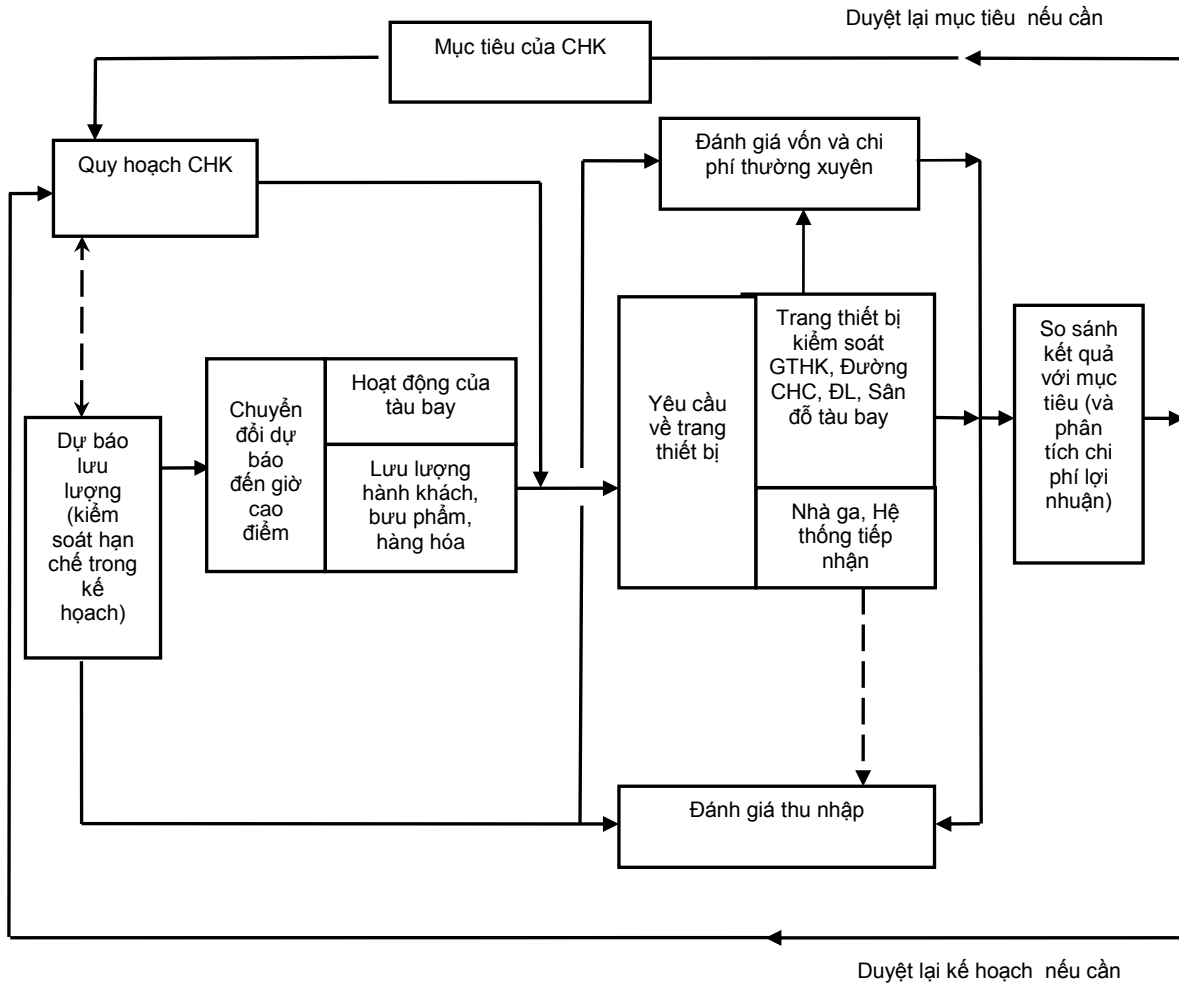 Duyệt lại mục tiêu nếu cần
Mục tiêu của CHK
Quy hoạch CHK
Đánh giá vốn và chi
phí thường xuyên
Dự báo
lưu
lượng
(kiểm
soát hạn
chế trong
kế
họạch)
Chuyển
đổi dự
báo
đến giờ
cao
điểm
Hoạt động của
tàu bay
Lưu lượng
hành khách,
bưu phẩm,
hàng hóa
Yêu cầu
về trang
thiết bị
Trang thiết bị
kiểm soát
GTHK, Đường
CHC, ĐL, Sân
đỗ tàu bay
Nhà ga, Hệ
thống tiếp
nhận
So sánh
kết quả
với mục
tiêu (và
phân
tích chi
phí lợi
nhuận)
Đánh giá thu nhập
Duyệt lại kế hoạch nếu cần